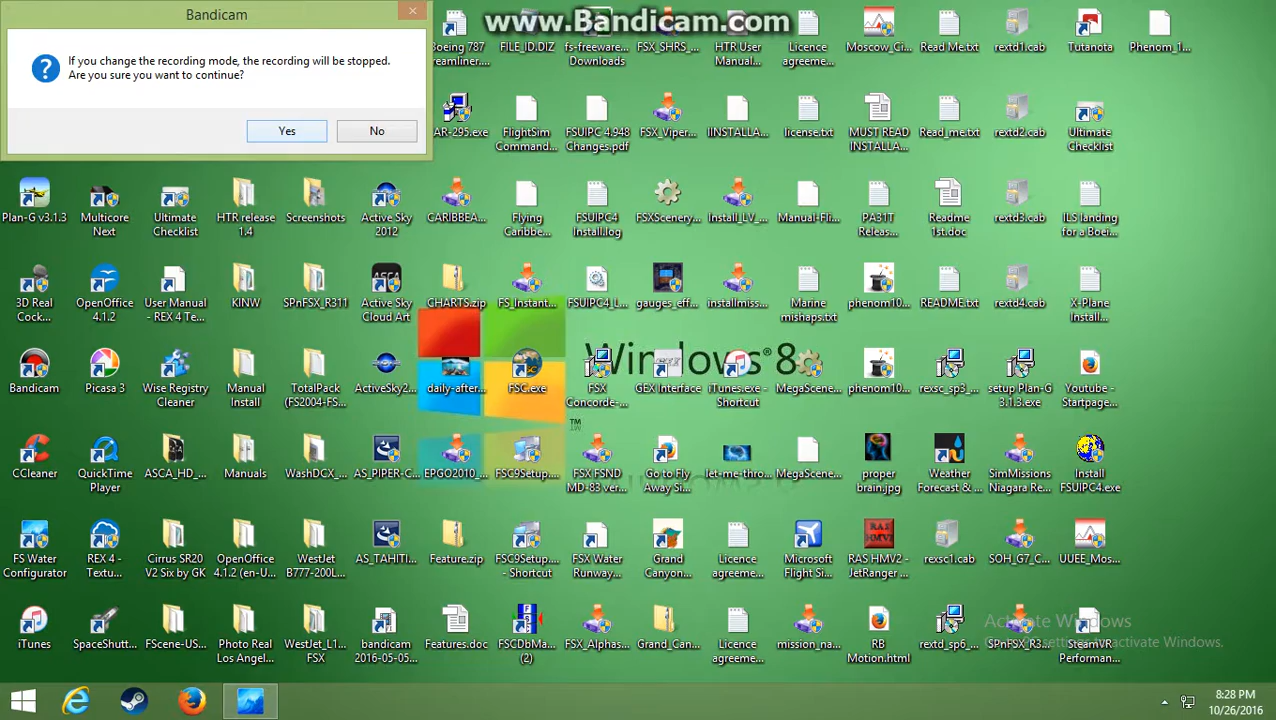 Bandicam
www.Bandicam.com
If you change the recording mode, the recording will be stopped.
Are you sure you want to continue?
Yes
No
Boeing 787
FILE_ID.DIZ
fs-freeware...
Downloads
FSX_SHRS_...
HTR User
Manual...
Licence
agreeme...
Moscow_Ci...
Read Me.txt
rextd1.cab
Tutanota
Phenom_1...
AR-295.exe
FlightSim
Comman...
FSUIPC 4.948
Changes.pdf
FSX_Viper...
license.txt
MUST READ
INSTALLA...
Read_me.txt
rextd2.cab
Ultimate
Checklist
Plan-G v3.1.3
Multicore
Next
Ultimate
Checklist
HTR release
1.4
Screenshots
Active Sky
2012
CARIBBEA...
Flying
Caribbe...
FSUIPC4
Install.log
FSXScenery...
Install_LV_...
Manual-Fli...
PA31T
Releas...
Readme
1st.doc
rextd3.cab
ILS landing
for a Boei...
3D Real
Cock...
OpenOffice
4.1.2
User Manual
- REX 4 Te...
KINW
SPnFSX_R311
Active Sky
Cloud Art
CHARTS.zip
FS_Instant...
FSUIPC4_L...
gauges_eff...
installmiss...
Marine
mishaps.txt
phenom10...
README.txt
rextd4.cab
X-Plane
Install...
Windows 8
Bandicam
Picasa 3
Wise Registry
Cleaner
Manual
Install
TotalPack
(FS2004-FS...
ActiveSky2...
daily-after...
FSC.exe
FSX
Concorde-...
GEX Interface
iTunes.exe -
Shortcut
MegaScene...
phenom10...
rexsc_sp3_...
setup Plan-G
3.1.3.exe
Youtube -
Startpage...
CCleaner
QuickTime
Player
ASCA_HD_...
Manuals
WashDCX_...
AS_PIPER-C...
EPGO2010_...
FSC9Setup....
FSX FSND
MD-83 ver...
Go to Fly
Away Si...
let-me-thro...
MegaScene...
proper
brain.jpg
Weather
Forecast & ...
SimMissions
Niagara Re...
Install
FSUIPC4.exe
FS Water
Configurator
REX 4 -
Textu...
Cirrus SR20
V2 Six by GK
OpenOffice
4.1.2 (en-U...
WestJet
B777-200L...
AS_TAHITI...
Feature.zip
FSC9Setup....
- Shortcut
FSX Water
Runway...
Grand
Canyon...
Licence
agreeme...
Microsoft
Flight Si...
RAS HMV2 -
JetRanger ...
rexsc1.cab
SOH_G7_C...
UUEE_Mos...
iTunes
SpaceShutt...
FScene-US...
Photo Real
Los Angel...
WestJet_L1...
FSX
bandicam
2016-05-05...
Features.doc
FSCDbMa...
(2)
FSX_Alphas...
Grand_Can...
Licence
agreeme...
mission_na...
RB
Motion.html
rextd_sp6_...
SPnFSX_R3...
SteamVR
Performan...
Activate Windows
8:28 PM
10/26/2016